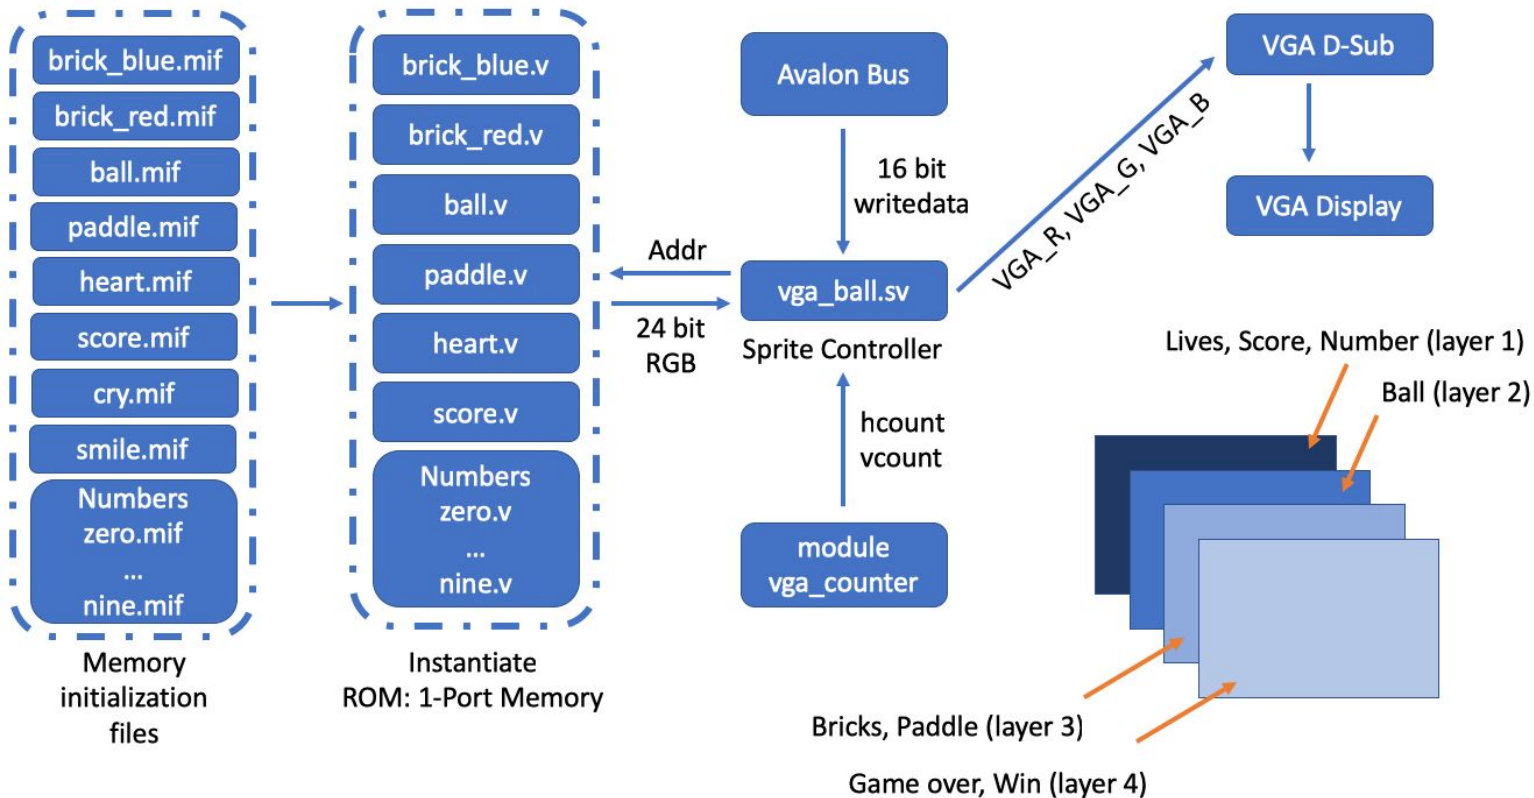 brick_blue.mif
brick_red.mif
ball.mif
paddle.mif
heart.mif
score.mif
cry.mif
smile.mif
Numbers
zero.mif
...
nine.mif
Memory
initialization
files
brick_blue.v
brick_red.v
ball.v
paddle.v
heart.v
score.v
Numbers
zero.v
...
nine.v
Instantiate
ROM: 1-Port Memory
Addr
24 bit
RGB
Avalon Bus
16 bit
writedata
vga_ball.sv
Sprite Controller
hcount
vcount
module
vga_counter
VGA_R, VGA_G, VGA_B
VGA D-Sub
VGA Display
Lives, Score, Number (layer 1)
Ball (layer 2)
Bricks, Paddle (layer 3)
Game over, Win (layer 4)